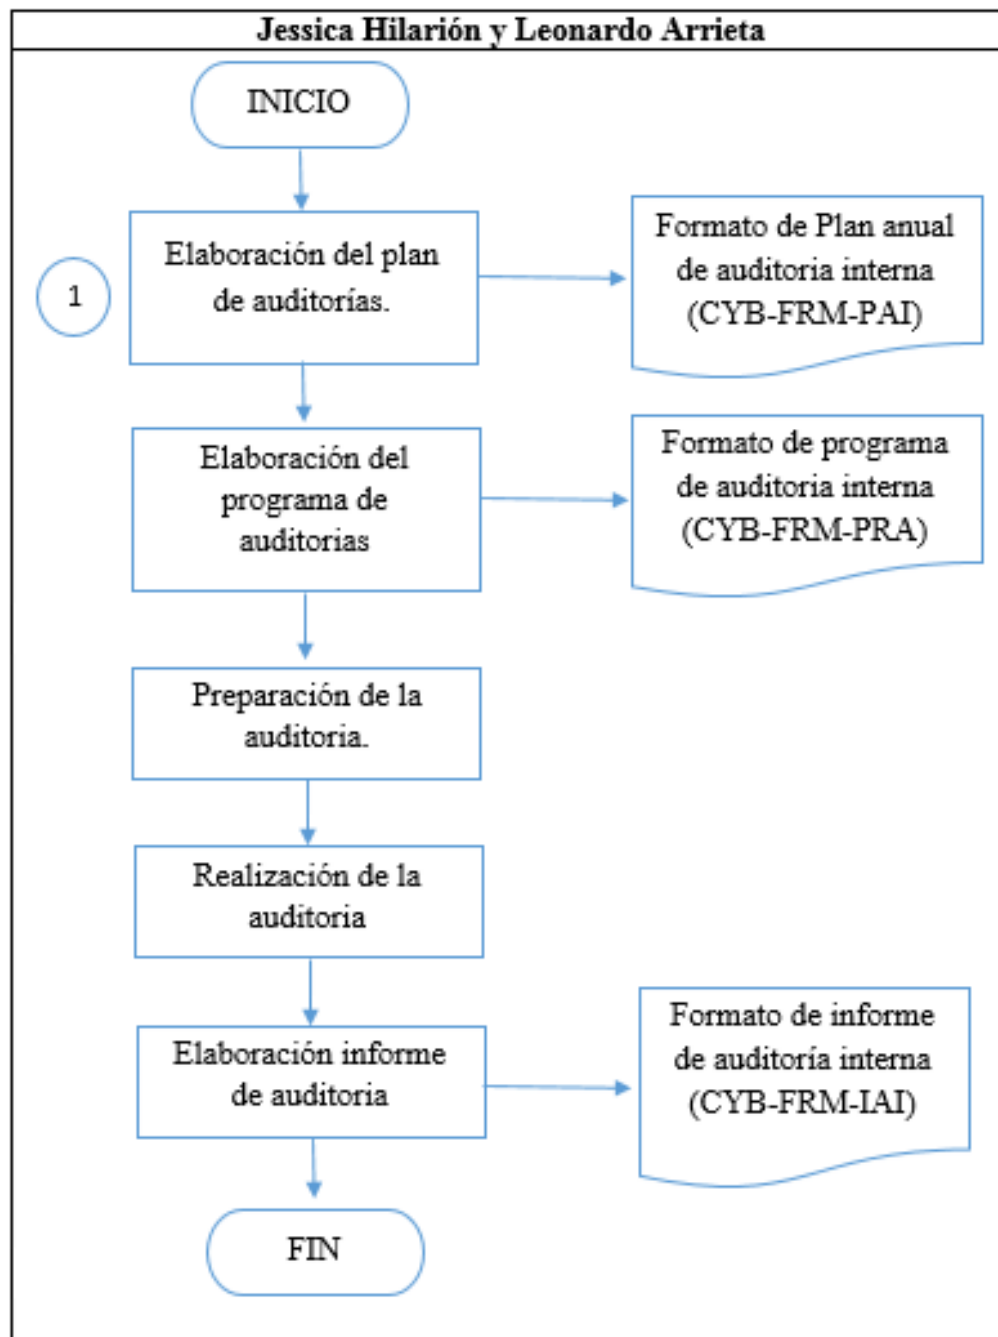 Jessica Hilarión y Leonardo Arrieta
INICIO
Elaboración del plan
de auditorías.
Formato de Plan anual
de auditoria interna
(CYB-FRM-PAI)
1
Elaboración del
programa de
auditorias
Formato de programa
de auditoria interna
(CYB-FRM-PRA)
Preparación de la
auditoria.
Realización de la
auditoria
Elaboración informe
de auditoria
Formato de informe
de auditoría interna
(CYB-FRM-IAI)
FIN